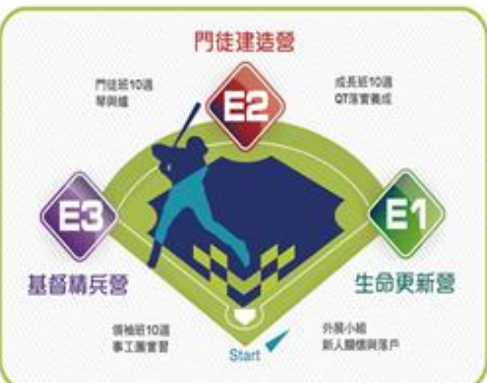 門徒建造營
門徒班10週
琴與爐
E2
成長班10週
QT落實養成
E3
基督精兵營
E1
生命更新營
領袖班10週
事工團實習
Start
外展小組
新人關懷與落戶